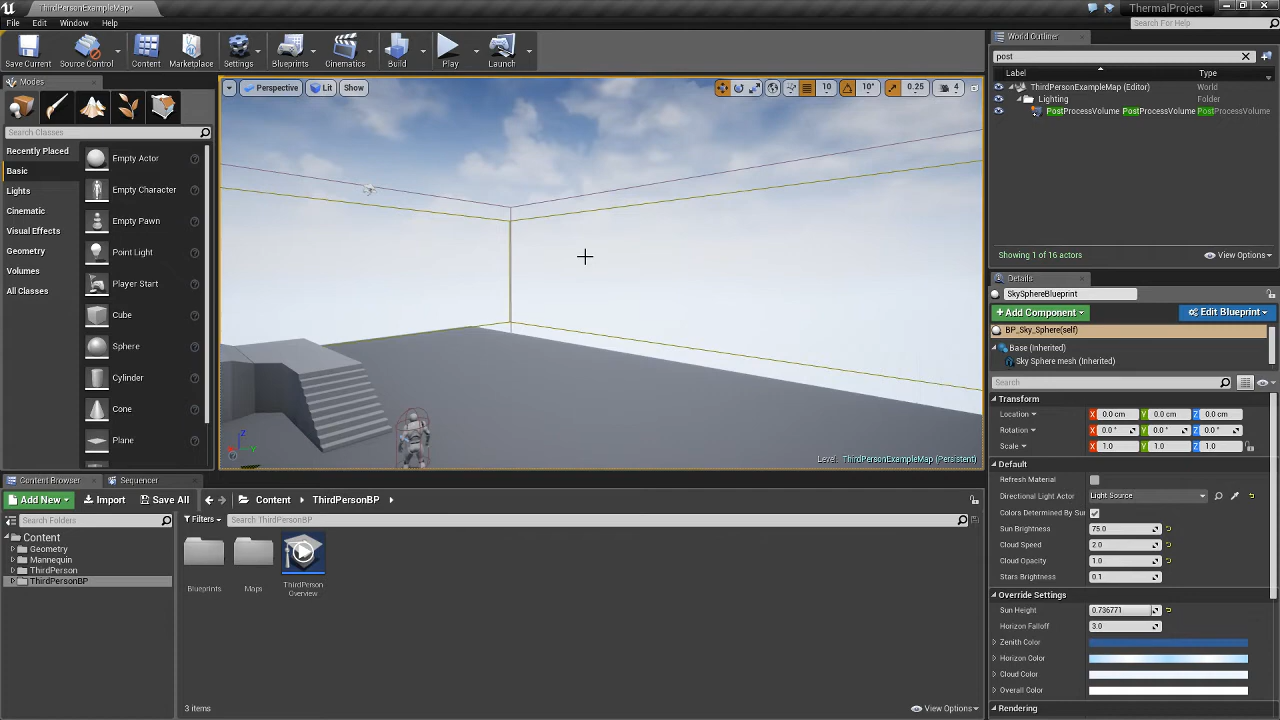 ThirdPersonExampleMap*
ThermalProject
File Edit Window Help
Search For Help
Save Current
Source Control
Content
Marketplace
Settings
Blueprints
Cinematics
Build
Play
Launch
Modes
Search Classes
Recently Placed
Basic
Lights
Cinematic
Visual Effects
Geometry
Volumes
All Classes
Empty Actor
Empty Character
Empty Pawn
Point Light
Player Start
Cube
Sphere
Cylinder
Cone
Plane
Perspective Lit Show
10 10° 0.25 4
Level: ThirdPersonExampleMap (Persistent)
World Outliner
post
Label Type
ThirdPersonExampleMap (Editor) World
Lighting Folder
PostProcessVolume PostProcessVolume PostProcessVolume
Showing 1 of 16 actors
View Options
Details
SkySphereBlueprint
+ Add Component
Edit Blueprint
BP_Sky_Sphere(self)
Base (Inherited)
Sky Sphere mesh (Inherited)
Search
Transform
Location X 0.0 cm Y 0.0 cm Z 0.0 cm
Rotation X 0.0 ° Y 0.0 ° Z 0.0 °
Scale X 1.0 Y 1.0 Z 1.0
Default
Refresh Material
Directional Light Actor Light Source
Colors Determined By Sun
Sun Brightness 75.0
Cloud Speed 2.0
Cloud Opacity 1.0
Stars Brightness 0.1
Override Settings
Sun Height 0.736771
Horizon Falloff 3.0
Zenith Color
Horizon Color
Cloud Color
Overall Color
Rendering
Content Browser Sequencer
Add New Import Save All Content ThirdPersonBP
Search Folders
Filters Search ThirdPersonBP
Content
Geometry
Mannequin
ThirdPerson
ThirdPersonBP
Blueprints
Maps
ThirdPerson
Overview
3 items
View Options